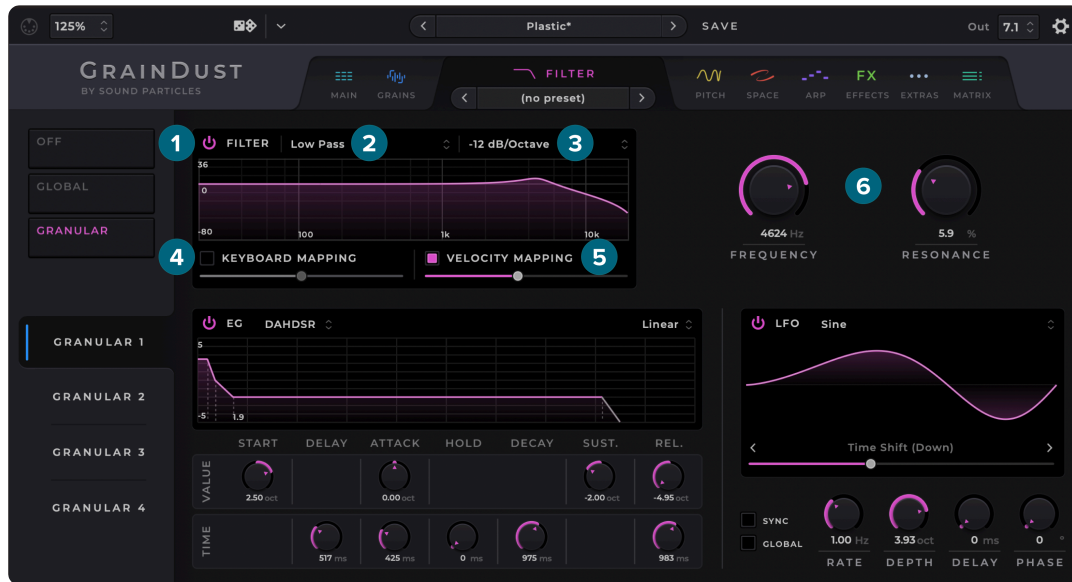 125%
Plastic*
SAVE
Out 7.1
GRAINDUST
BY SOUND PARTICLES
MAIN
GRAINS
FILTER
(no preset)
PITCH
SPACE
ARP
FX
EFFECTS
EXTRAS
MATRIX
OFF
GLOBAL
GRANULAR
GRANULAR 1
GRANULAR 2
GRANULAR 3
GRANULAR 4
1
FILTER
Low Pass
2
-12 dB/Octave
3
36
0
-80
100
1k
10k
4
KEYBOARD MAPPING
VELOCITY MAPPING
5
6
4624 Hz
FREQUENCY
5.9 %
RESONANCE
EG
DAHDSR
Linear
5
-5
1.9
START DELAY ATTACK HOLD DECAY SUST. REL.
VALUE
2.50 oct
0.00 oct
-2.00 oct
-4.95 oct
TIME
517 ms
425 ms
0 ms
975 ms
983 ms
LFO
Sine
Time Shift (Down)
SYNC
GLOBAL
1.00 Hz
3.93 oct
0 ms
0 °
RATE DEPTH DELAY PHASE